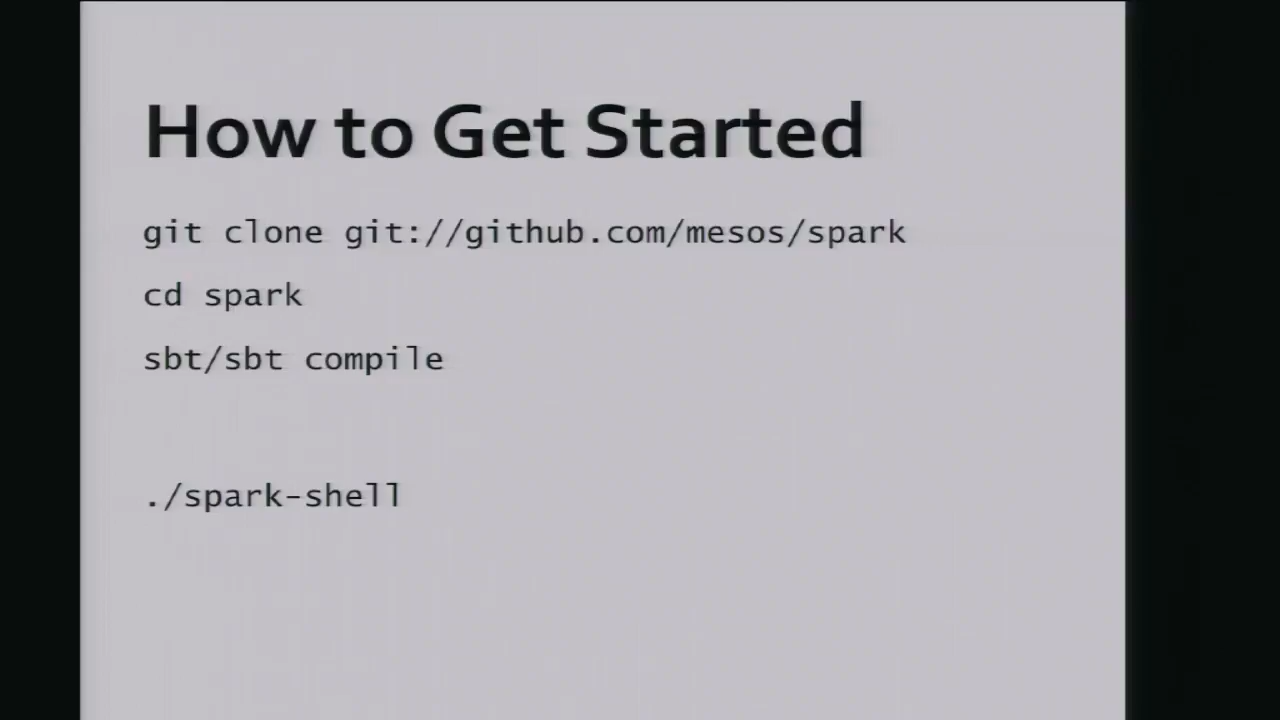 How to Get Started
git clone git://github.com/mesos/spark
cd spark
sbt/sbt compile
./spark-shell